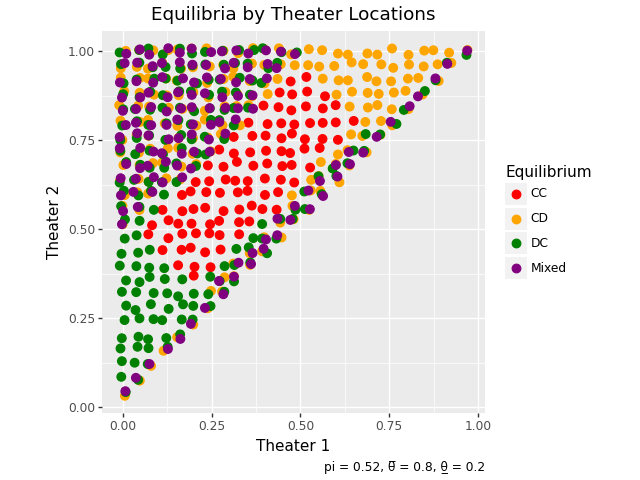 Equilibria by Theater Locations
1.00
0.75
0.50
0.25
0.00
Theater 2
0.00 0.25 0.50 0.75 1.00
Theater 1
Equilibrium
CC
CD
DC
Mixed
pi = 0.52, θ̅ = 0.8, θ̲ = 0.2